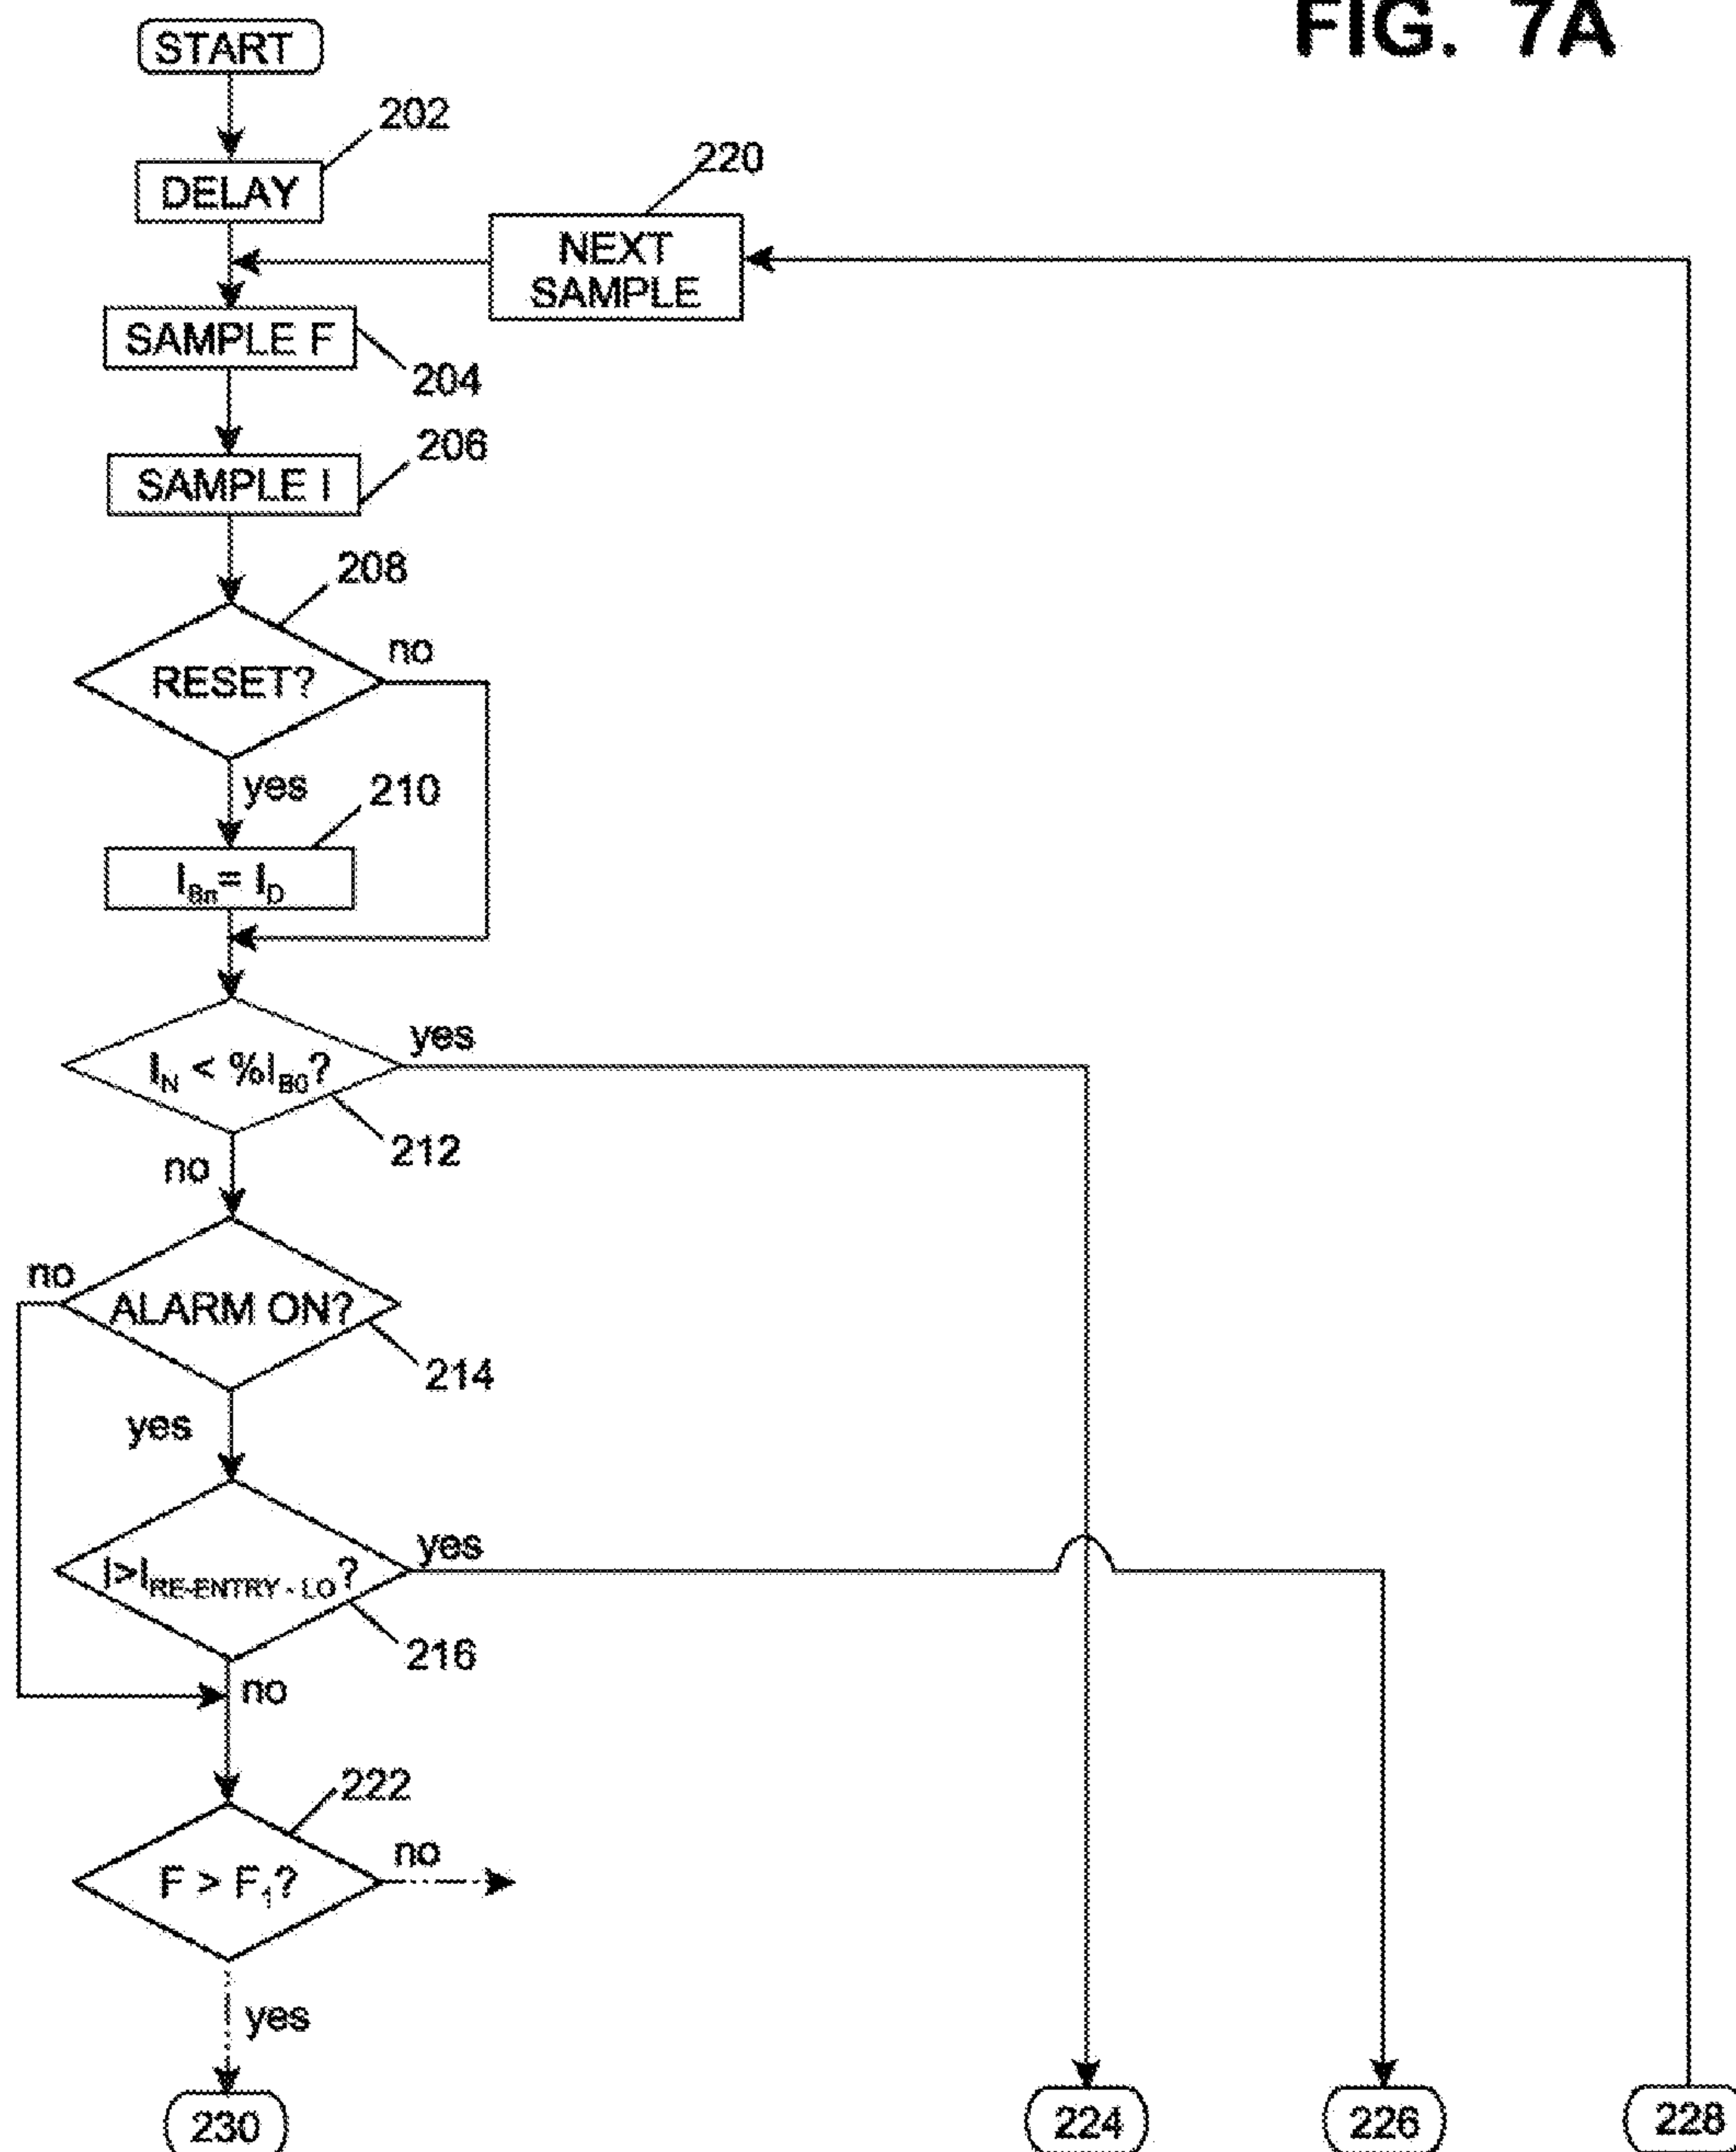 FIG. 7A
START
202
DELAY
220
NEXT
SAMPLE
SAMPLE F
204
206
SAMPLE I
208
no
RESET?
yes
210
I_Bn = I_D
yes
I_N < %I_B0?
212
no
no
ALARM ON?
214
yes
yes
I>I_RE-ENTRY - LO?
216
no
222
no
F > F_1?
yes
230
224
226
228